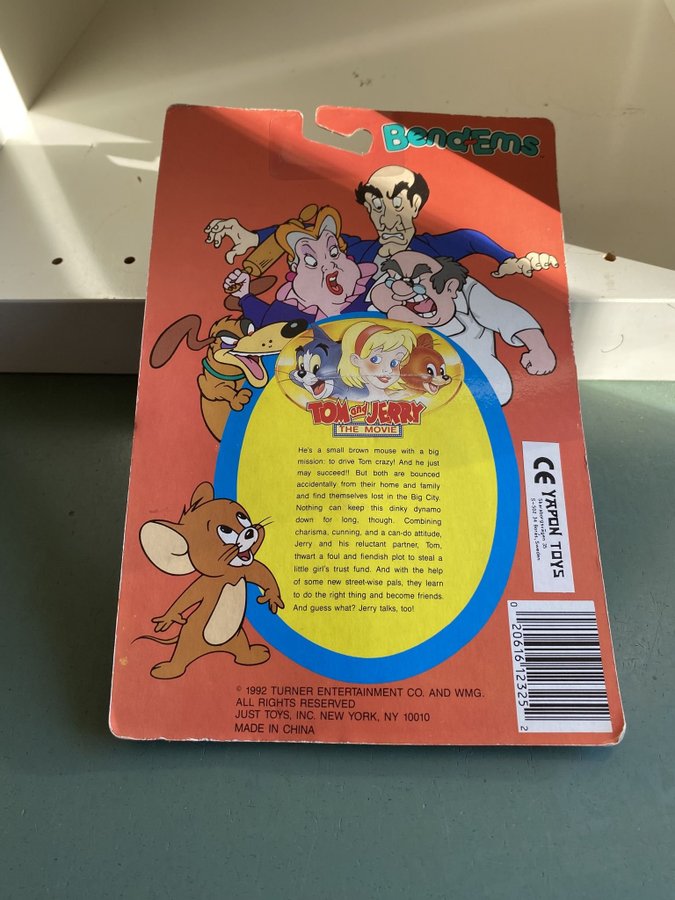 Bend-Ems
TOM and JERRY
THE MOVIE
He's a small brown mouse with a big
mission: to drive Tom crazy! And he just
may succeed!! But both are bounced
accidentally from their home and family
and find themselves lost in the Big City.
Nothing can keep this dinky dynamo
down for long, though. Combining
charisma, cunning, and a can-do attitude,
Jerry and his reluctant partner, Tom,
thwart a foul and fiendish plot to steal a
little girl's trust fund. And with the help
of some new street-wise pals, they learn
to do the right thing and become friends.
And guess what? Jerry talks, too!
CE YAPON TOYS
Sweden
0 20616 12325 2
© 1992 TURNER ENTERTAINMENT CO. AND WMG.
ALL RIGHTS RESERVED
JUST TOYS, INC. NEW YORK, NY 10010
MADE IN CHINA